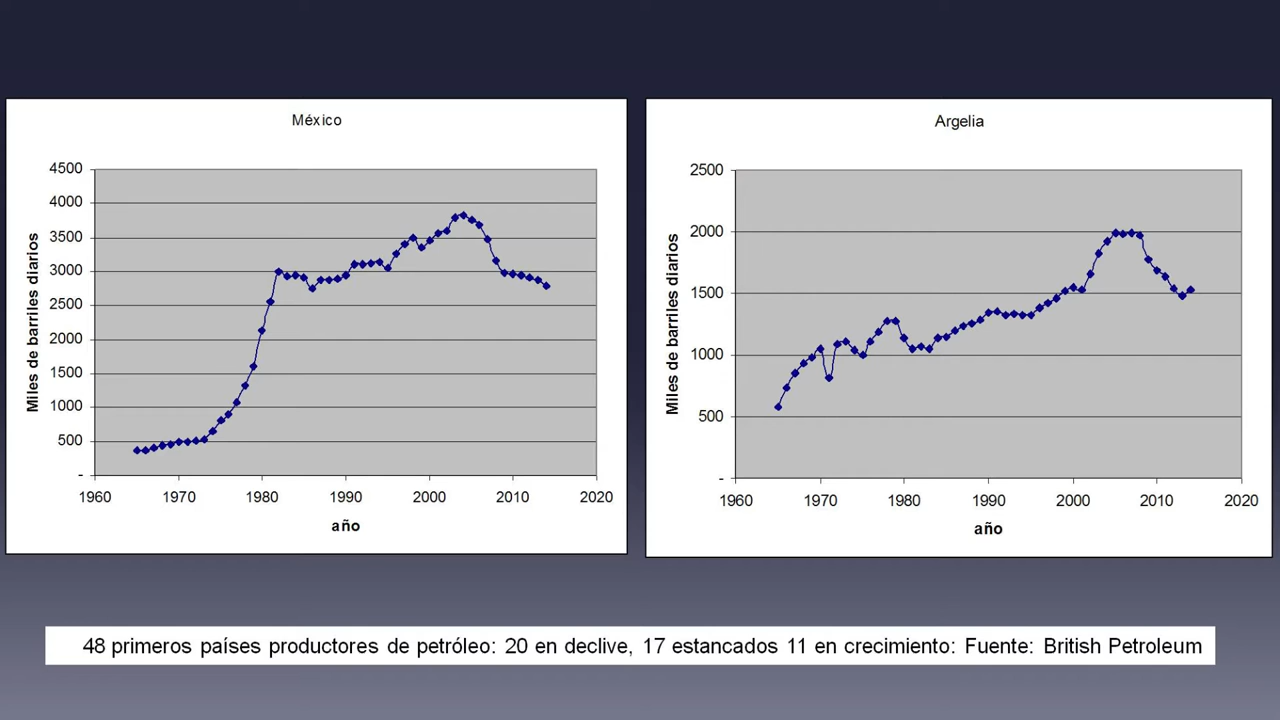 México
4500
4000
3500
3000
2500
2000
1500
1000
500
-
Miles de barriles diarios
1960 1970 1980 1990 2000 2010 2020
año
Argelia
2500
2000
1500
1000
500
-
Miles de barriles diarios
1960 1970 1980 1990 2000 2010 2020
año
48 primeros países productores de petróleo: 20 en declive, 17 estancados 11 en crecimiento: Fuente: British Petroleum